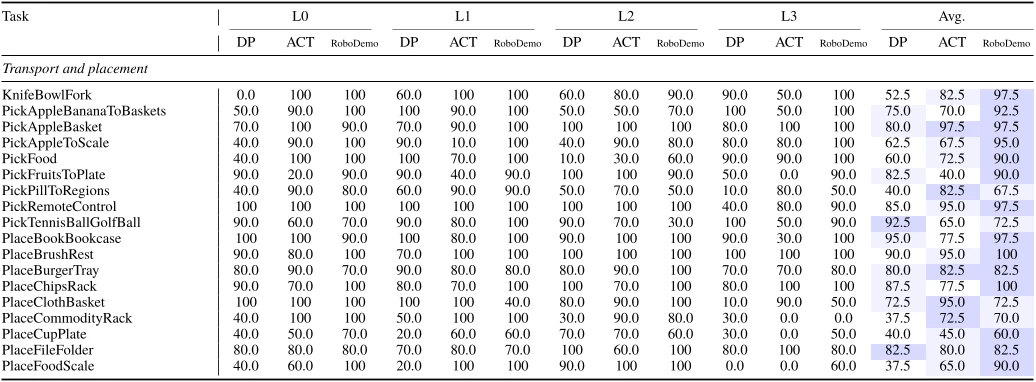 Task L0 L1 L2 L3 Avg.
DP ACT RoboDemo DP ACT RoboDemo DP ACT RoboDemo DP ACT RoboDemo DP ACT RoboDemo
Transport and placement
KnifeBowlFork 0.0 100 100 60.0 100 100 60.0 80.0 90.0 90.0 50.0 100 52.5 82.5 97.5
PickAppleBananaToBaskets 50.0 90.0 100 100 90.0 100 50.0 50.0 70.0 100 50.0 100 75.0 70.0 92.5
PickAppleBasket 70.0 100 90.0 70.0 90.0 100 100 100 100 80.0 100 100 80.0 97.5 97.5
PickAppleToScale 40.0 90.0 100 90.0 10.0 100 40.0 90.0 80.0 80.0 80.0 100 62.5 67.5 95.0
PickFood 40.0 100 100 100 70.0 100 10.0 30.0 60.0 90.0 90.0 100 60.0 72.5 90.0
PickFruitsToPlate 90.0 20.0 90.0 90.0 40.0 90.0 100 100 90.0 50.0 0.0 90.0 82.5 40.0 90.0
PickPillToRegions 40.0 90.0 80.0 60.0 90.0 90.0 50.0 70.0 50.0 10.0 80.0 50.0 40.0 82.5 67.5
PickRemoteControl 100 100 100 100 100 100 100 100 100 40.0 80.0 90.0 85.0 95.0 97.5
PickTennisBallGolfBall 90.0 60.0 70.0 90.0 80.0 100 90.0 70.0 30.0 100 50.0 90.0 92.5 65.0 72.5
PlaceBookBookcase 100 100 90.0 100 80.0 100 90.0 100 100 90.0 30.0 100 95.0 77.5 97.5
PlaceBrushRest 90.0 80.0 100 70.0 100 100 100 100 100 100 100 100 90.0 95.0 100
PlaceBurgerTray 80.0 90.0 70.0 90.0 80.0 80.0 80.0 90.0 100 70.0 70.0 80.0 80.0 82.5 82.5
PlaceChipsRack 90.0 70.0 100 80.0 70.0 100 100 70.0 100 80.0 100 100 87.5 77.5 100
PlaceClothBasket 100 100 100 100 100 40.0 80.0 90.0 100 10.0 90.0 50.0 72.5 95.0 72.5
PlaceCommodityRack 40.0 100 100 50.0 100 100 30.0 90.0 80.0 30.0 0.0 0.0 37.5 72.5 70.0
PlaceCupPlate 40.0 50.0 70.0 20.0 60.0 60.0 70.0 70.0 60.0 30.0 0.0 50.0 40.0 45.0 60.0
PlaceFileFolder 80.0 80.0 80.0 70.0 80.0 70.0 100 60.0 100 80.0 100 80.0 82.5 80.0 82.5
PlaceFoodScale 40.0 60.0 100 20.0 100 100 90.0 100 100 0.0 0.0 60.0 37.5 65.0 90.0